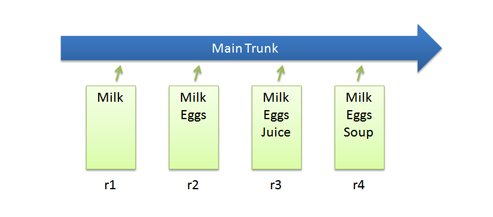 Main Trunk
Milk
Milk
Eggs
Milk
Eggs
Juice
Milk
Eggs
Soup
r1
r2
r3
r4